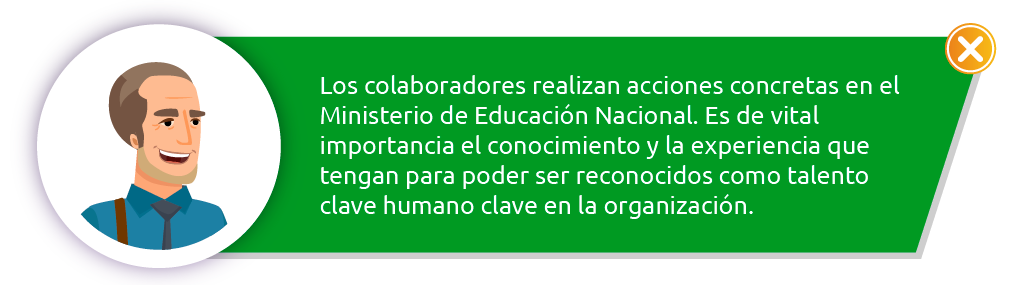 Los colaboradores realizan acciones concretas en el
Ministerio de Educación Nacional. Es de vital
importancia el conocimiento y la experiencia que
tengan para poder ser reconocidos como talento
clave humano clave en la organización.